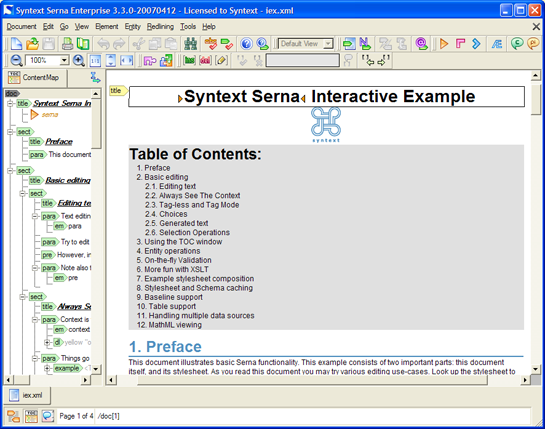 Syntext Serna Enterprise 3.3.0-20070412 - Licensed to Syntext - iex.xml
Document Edit Go View Element Entity Redlining Tools Help
Default View
100%
Content Map
doc
title Syntext Serna In
serna
sect
title Preface
para This document
sect
title Basic editing
sect
title Editing te
para Text editin
em para
para Try to edit
pre However, in
para Note also t
em pre
sect
title Always Se
para Context is
em context
dl yellow "o
para Things go
example
title
Syntext Serna Interactive Example
syntext
Table of Contents:
1. Preface
2. Basic editing
2.1. Editing text
2.2. Always See The Context
2.3. Tag-less and Tag Mode
2.4. Choices
2.5. Generated text
2.6. Selection Operations
3. Using the TOC window
4. Entity operations
5. On-the-fly Validation
6. More fun with XSLT
7. Example stylesheet composition
8. Stylesheet and Schema caching
9. Baseline support
10. Table support
11. Handling multiple data sources
12. MathML viewing
1. Preface
This document illustrates basic Serna functionality. This example consists of two important parts: this document
itself, and its stylesheet. As you read this document you may try various editing use-cases. Look up the stylesheet to
iex.xml
Page 1 of 4 /doc[1]